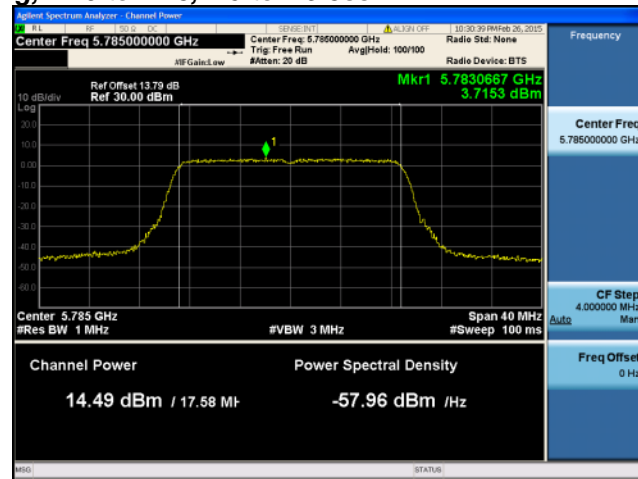 Agilent Spectrum Analyzer - Channel Power
RL RF 50 Ω DC SENSE:INT ALIGN OFF 10:30:39 PM Feb 26, 2015
Center Freq 5.785000000 GHz
Center Freq: 5.785000000 GHz
Radio Std: None
Trig: Free Run Avg|Hold: 100/100
#IFGain:Low #Atten: 20 dB Radio Device: BTS
Frequency
Ref Offset 13.79 dB
10 dB/div Ref 30.00 dBm
Mkr1 5.7830667 GHz
3.7153 dBm
Log
20.0
10.0
0.00
-10.0
-20.0
-30.0
-40.0
-50.0
-60.0
1
Center Freq
5.785000000 GHz
Center 5.785 GHz Span 40 MHz
#Res BW 1 MHz #VBW 3 MHz #Sweep 100 ms
CF Step
4.000000 MHz
Auto Man
Channel Power Power Spectral Density
14.49 dBm / 17.58 MH -57.96 dBm /Hz
Freq Offset
0 Hz
MSG STATUS